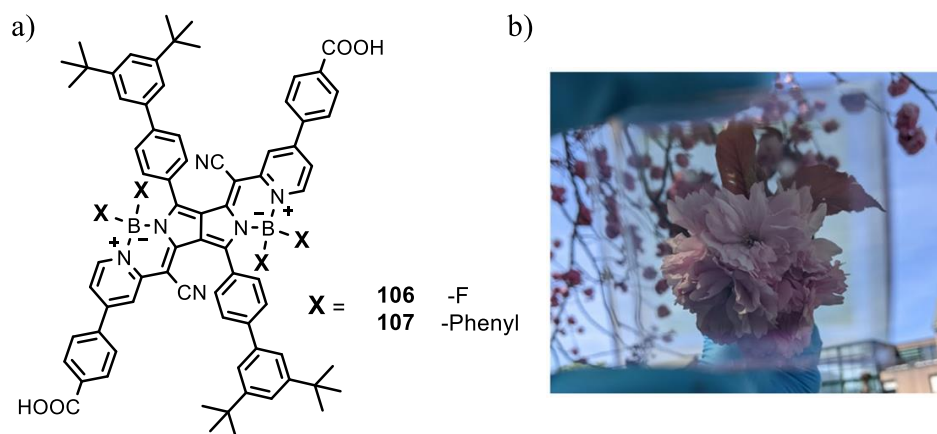 a)
b)
COOH
NC
X
X
N
+
B
−
N
N
−
B
+
X
N
X
CN
X = 106 -F
107 -Phenyl
HOOC